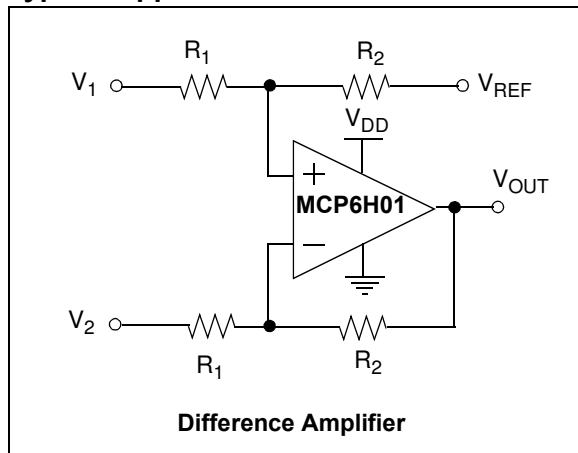 R1
R2
V1
VREF
VDD
+
MCP6H01
VOUT
−
V2
R1
R2
Difference Amplifier